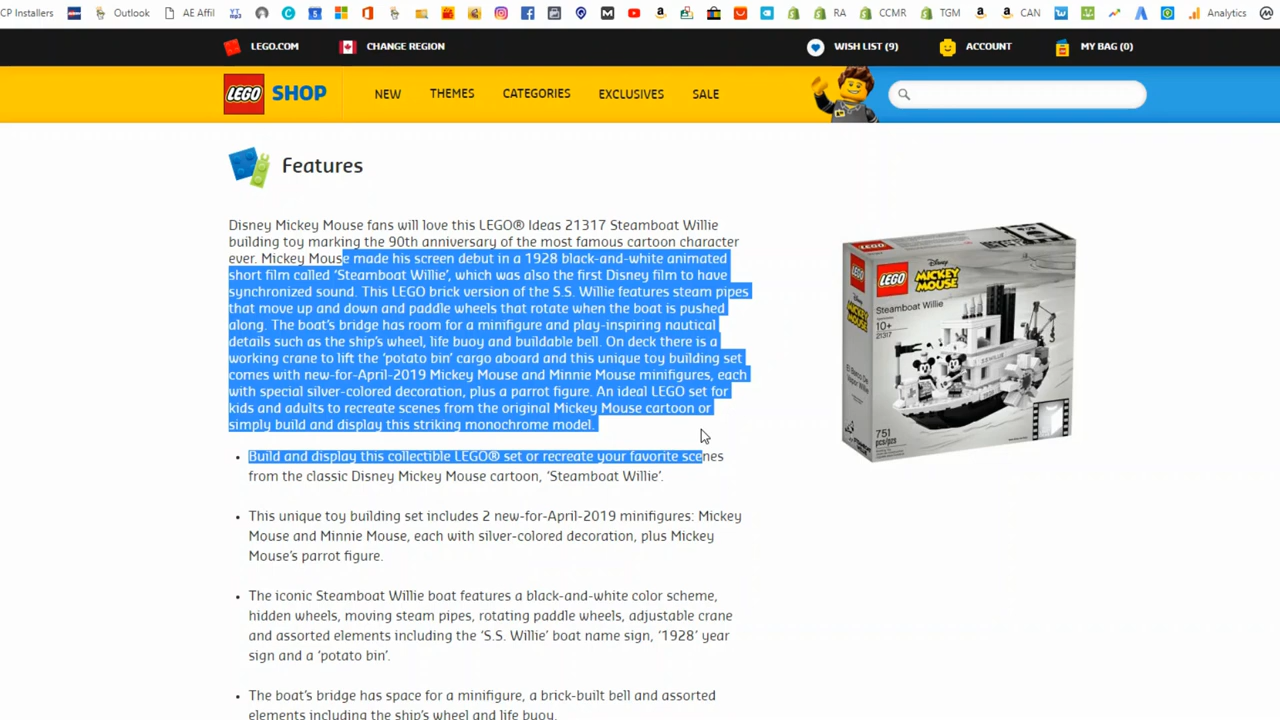 CP Installers Outlook AE Affil YT mp3 RA CCMR TGM CAN Analytics
LEGO.COM CHANGE REGION WISH LIST (9) ACCOUNT MY BAG (0)
LEGO SHOP NEW THEMES CATEGORIES EXCLUSIVES SALE
Features
Disney Mickey Mouse fans will love this LEGO® Ideas 21317 Steamboat Willie
building toy marking the 90th anniversary of the most famous cartoon character
ever. Mickey Mouse made his screen debut in a 1928 black-and-white animated
short film called ‘Steamboat Willie’, which was also the first Disney film to have
synchronized sound. This LEGO brick version of the S.S. Willie features steam pipes
that move up and down and paddle wheels that rotate when the boat is pushed
along. The boat’s bridge has room for a minifigure and play-inspiring nautical
details such as the ship’s wheel, life buoy and buildable bell. On deck there is a
working crane to lift the ‘potato bin’ cargo aboard and this unique toy building set
comes with new-for-April-2019 Mickey Mouse and Minnie Mouse minifigures, each
with special silver-colored decoration, plus a parrot figure. An ideal LEGO set for
kids and adults to recreate scenes from the original Mickey Mouse cartoon or
simply build and display this striking monochrome model.
• Build and display this collectible LEGO® set or recreate your favorite scenes
from the classic Disney Mickey Mouse cartoon, ‘Steamboat Willie’.
• This unique toy building set includes 2 new-for-April-2019 minifigures: Mickey
Mouse and Minnie Mouse, each with silver-colored decoration, plus Mickey
Mouse’s parrot figure.
• The iconic Steamboat Willie boat features a black-and-white color scheme,
hidden wheels, moving steam pipes, rotating paddle wheels, adjustable crane
and assorted elements including the ‘S.S. Willie’ boat name sign, ‘1928’ year
sign and a ‘potato bin’.
• The boat’s bridge has space for a minifigure, a brick-built bell and assorted
elements including the ship’s wheel and life buoy.
Disney
LEGO MICKEY MOUSE
Steamboat Willie
10+
21317
751
pcs/pzs
LEGO
MICKEY MOUSE